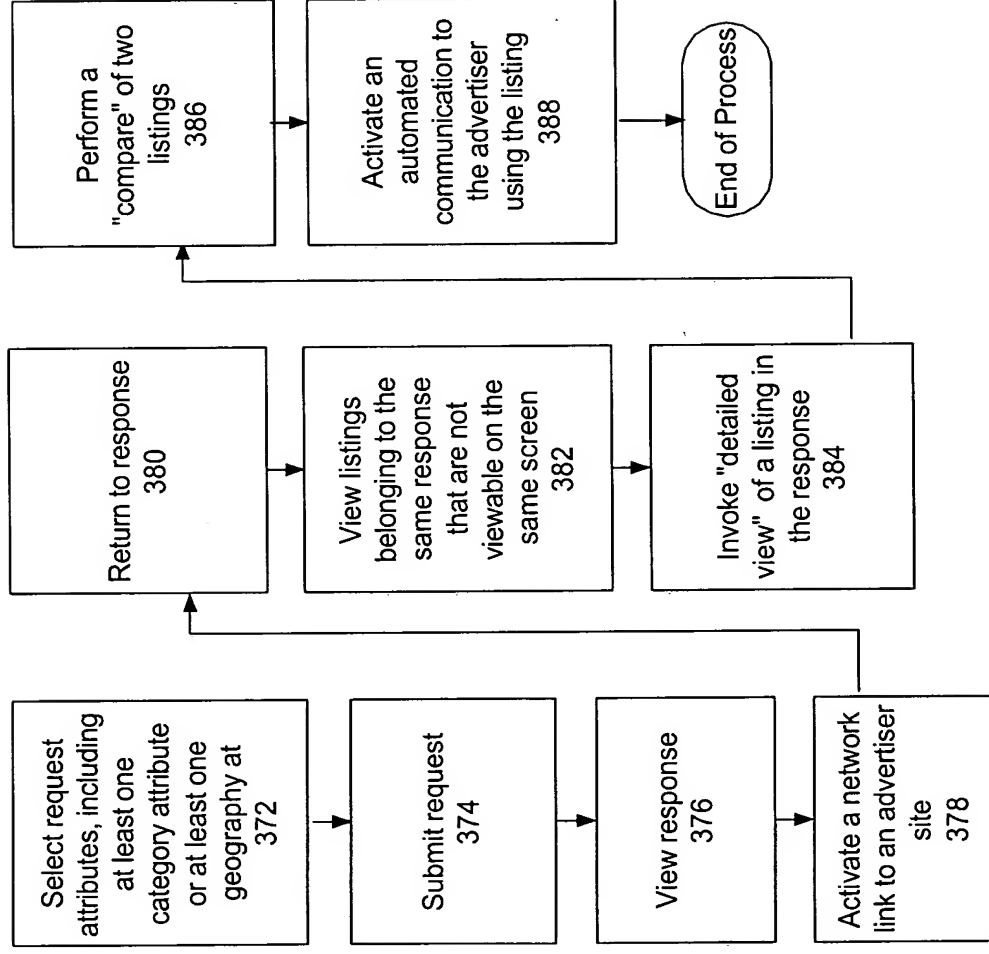 Select request
attributes, including
at least one
category attribute
or at least one
geography at
372
Submit request
374
View response
376
Activate a network
link to an advertiser
site
378
Return to response
380
View listings
belonging to the
same response
that are not
viewable on the
same screen
382
Invoke "detailed
view" of a listing in
the response
384
Perform a
"compare" of two
listings
386
Activate an
automated
communication to
the advertiser
using the listing
388
End of Process